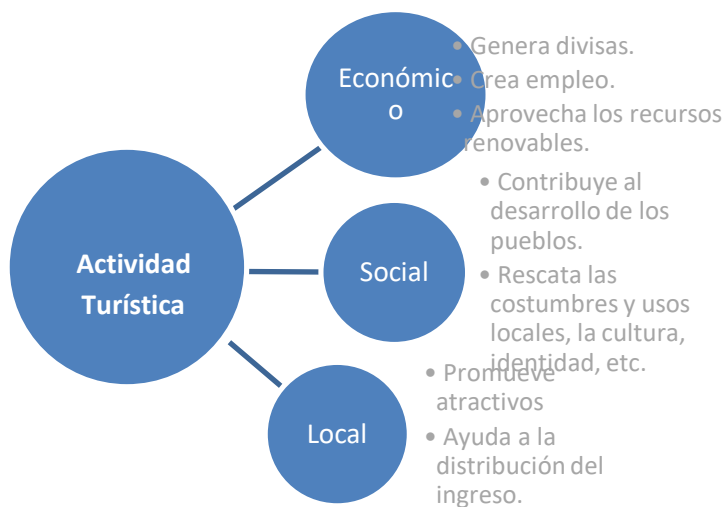 Actividad
Turística
Económic
o
• Genera divisas.
• Crea empleo.
• Aprovecha los recursos
renovables.
Social
• Contribuye al
desarrollo de los
pueblos.
• Rescata las
costumbres y usos
locales, la cultura,
identidad, etc.
Local
• Promueve
atractivos
• Ayuda a la
distribución del
ingreso.